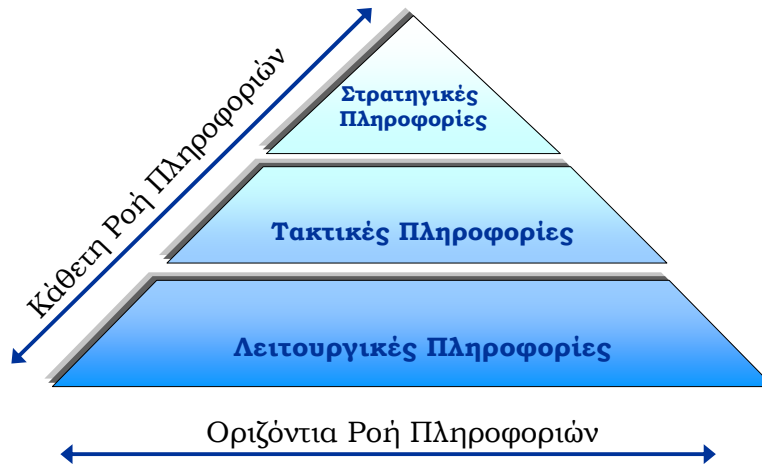 Στρατηγικές
Πληροφορίες
Κάθετη Ροή Πληροφοριών
Τακτικές Πληροφορίες
Λειτουργικές Πληροφορίες
Οριζόντια Ροή Πληροφοριών